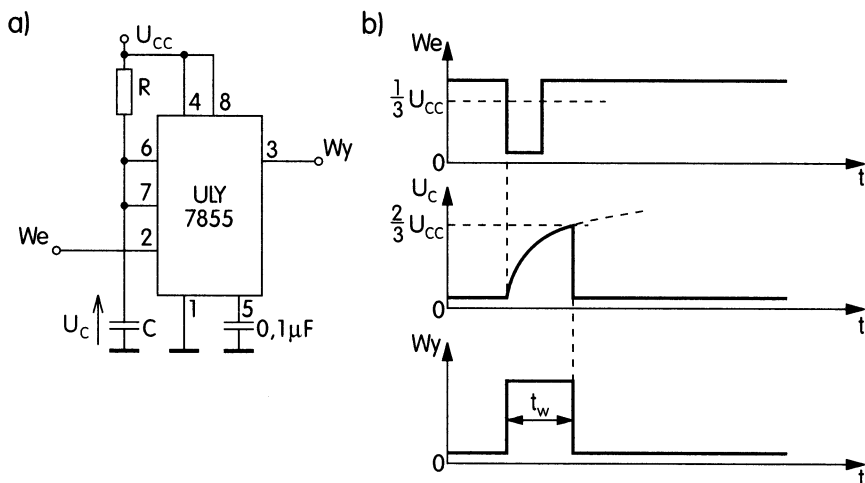 a)
U_CC
R
4 8
6
3 Wy
7
ULY
7855
We 2
1 5
U_C C 0,1μF
b)
We
1/3 U_CC
0
t
U_C
2/3 U_CC
0
t
Wy
t_w
0
t